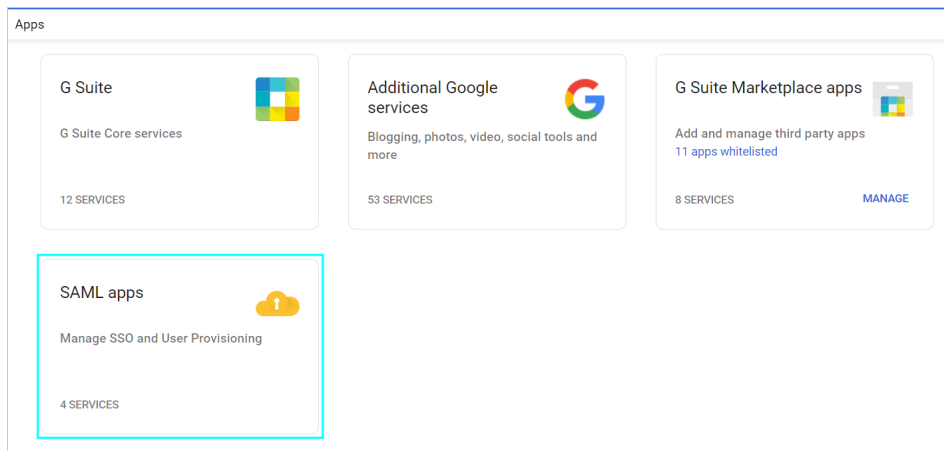 Apps
G Suite
G Suite Core services
12 SERVICES
Additional Google
services
Blogging, photos, video, social tools and
more
53 SERVICES
G Suite Marketplace apps
Add and manage third party apps
11 apps whitelisted
8 SERVICES
MANAGE
SAML apps
Manage SSO and User Provisioning
4 SERVICES